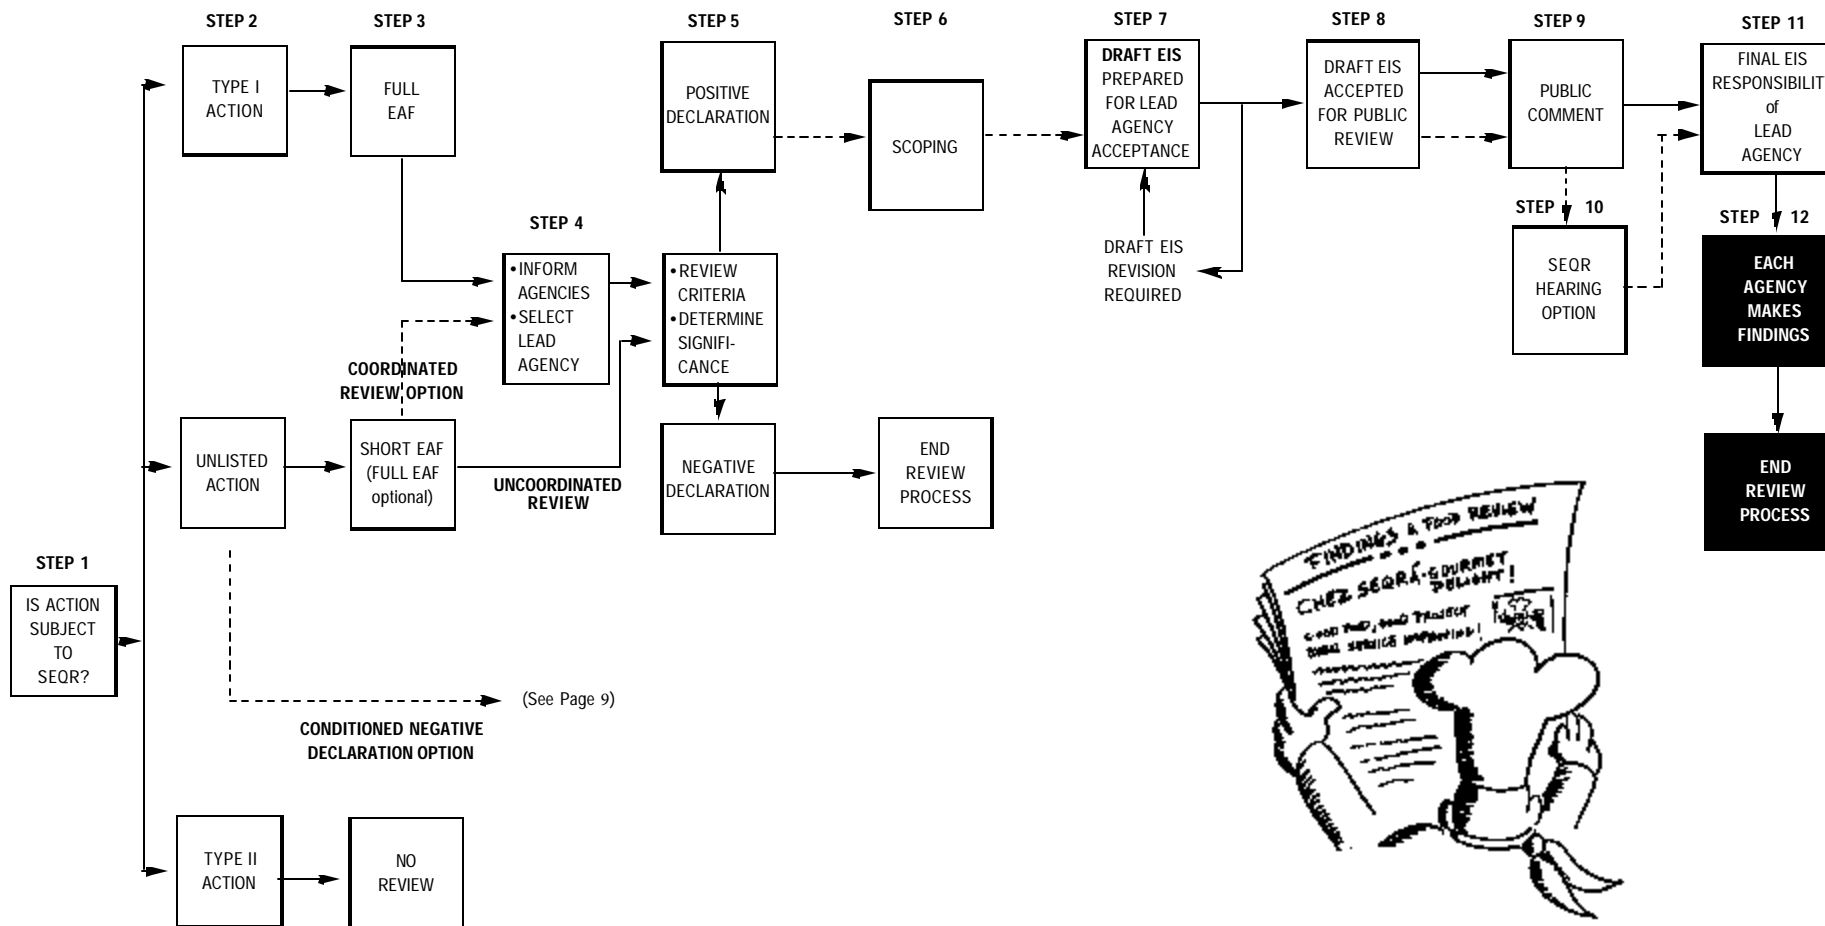 STEP 2
STEP 3
STEP 5
STEP 6
STEP 7
STEP 8
STEP 9
STEP 11
TYPE I
ACTION
FULL
EAF
POSITIVE
DECLARATION
SCOPING
DRAFT EIS
PREPARED
FOR LEAD
AGENCY
ACCEPTANCE
DRAFT EIS
ACCEPTED
FOR PUBLIC
REVIEW
PUBLIC
COMMENT
FINAL EIS
RESPONSIBILIT
of
LEAD
AGENCY
STEP 4
•INFORM
AGENCIES
•SELECT
LEAD
AGENCY
•REVIEW
CRITERIA
•DETERMINE
SIGNIFI-
CANCE
DRAFT EIS
REVISION
REQUIRED
STEP 10
SEQR
HEARING
OPTION
STEP 12
EACH
AGENCY
MAKES
FINDINGS
COORDINATED
REVIEW OPTION
UNLISTED
ACTION
SHORT EAF
(FULL EAF
optional)
UNCOORDINATED
REVIEW
NEGATIVE
DECLARATION
END
REVIEW
PROCESS
END
REVIEW
PROCESS
STEP 1
IS ACTION
SUBJECT
TO
SEQR?
(See Page 9)
CONDITIONED NEGATIVE
DECLARATION OPTION
TYPE II
ACTION
NO
REVIEW
FINDINGS A FOOD REVIEW
CHEZ SEQRÁ-GOURMET
DELIGHT!
GOOD FOOD, GOOD
SERVICE